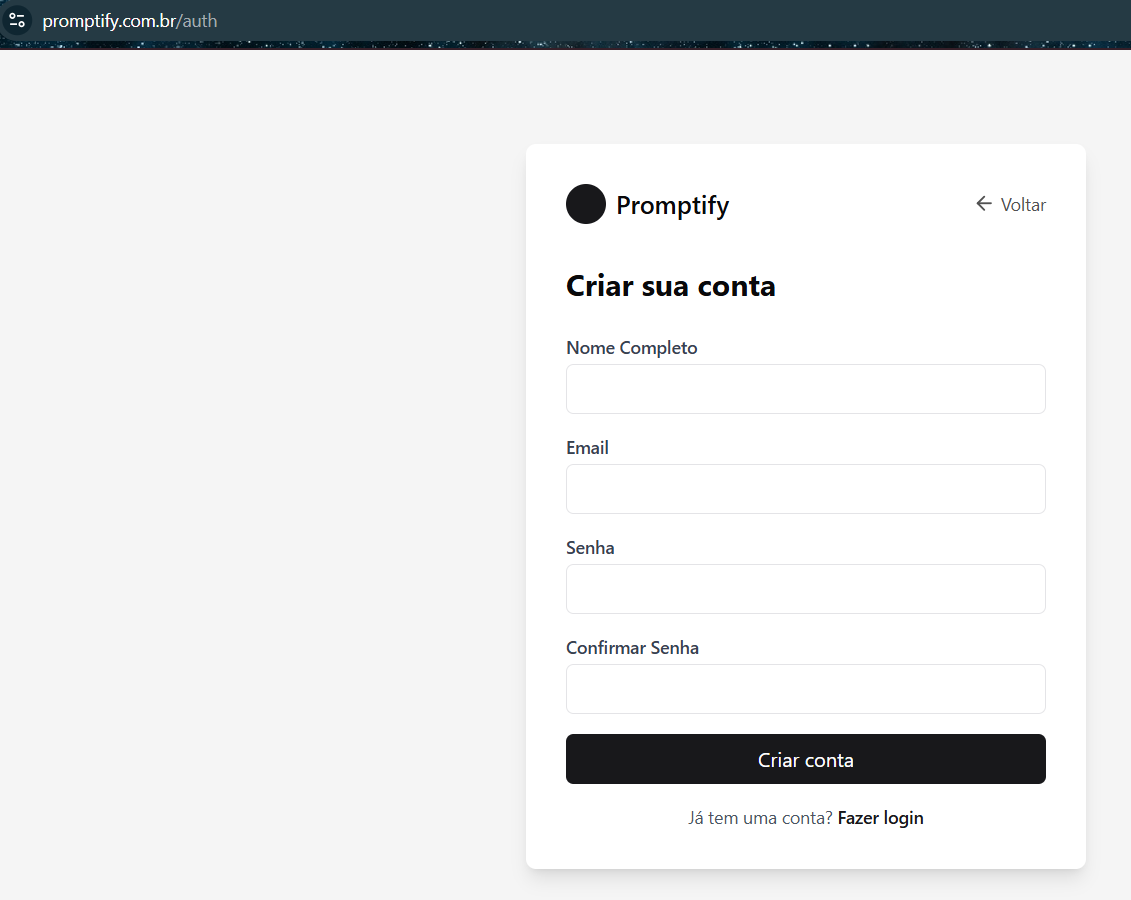 promptify.com.br/auth
Promptify
Voltar
Criar sua conta
Nome Completo
Email
Senha
Confirmar Senha
Criar conta
Já tem uma conta? Fazer login